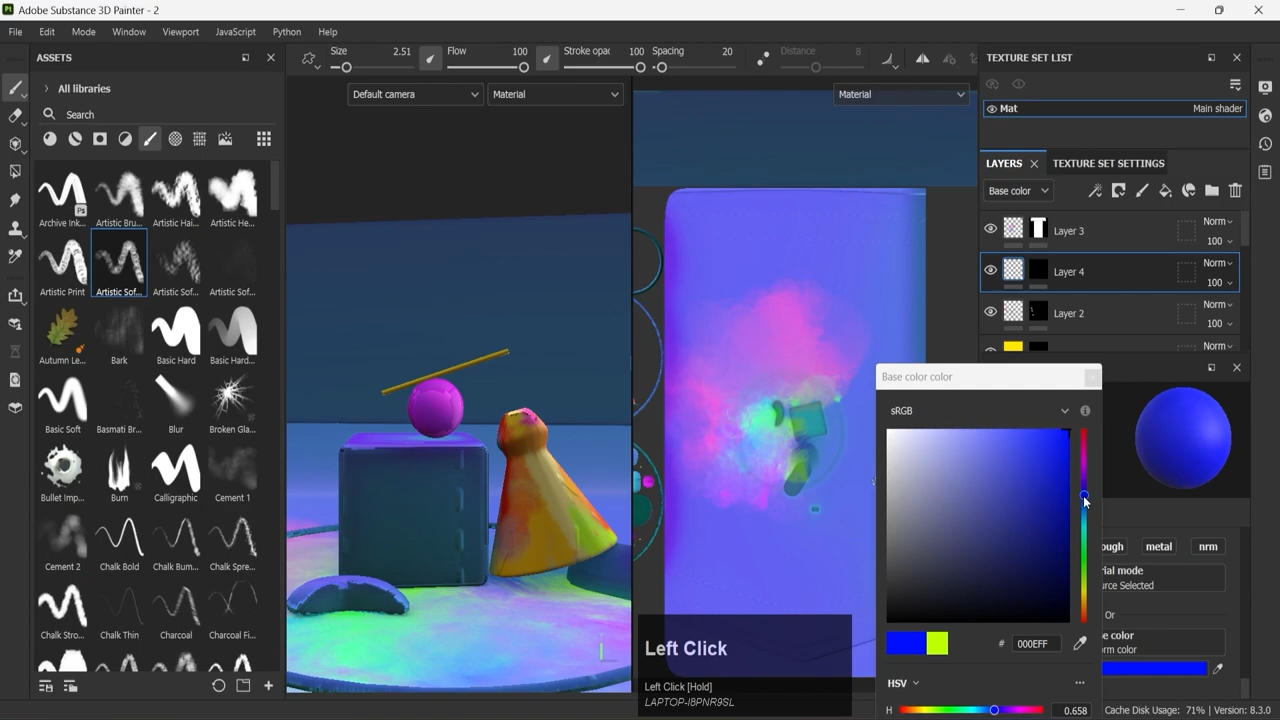 Pt Adobe Substance 3D Painter - 2
File Edit Mode Window Viewport JavaScript Python Help
ASSETS
Size 2.51 Flow 100 Stroke opac 100 Spacing 20 Distance 8
TEXTURE SET LIST
All libraries
Default camera Material Material
Mat Main shader
Search
LAYERS TEXTURE SET SETTINGS
Base color
Archive Ink... Artistic Bru... Artistic Hai... Artistic He...
Norm
Layer 3
100
Norm
Layer 4
100
Artistic Print Artistic Sof... Artistic Sof... Artistic Sof...
Norm
Layer 2
100
Norm
Autumn Le... Bark Basic Hard Basic Hard...
Base color color
sRGB
Basic Soft Basmati Br... Blur Broken Gla...
Bullet Imp... Burn Calligraphic Cement 1
ough metal nrm
Cement 2 Chalk Bold Chalk Bum... Chalk Spre...
rial mode
urce Selected
Or
Chalk Stro... Chalk Thin Charcoal Charcoal Fi...
e color
orm color
Left Click
# 000EFF
Left Click [Hold]
LAPTOP-I8PNR9SL
HSV
H 0.658
Cache Disk Usage: 71% | Version: 8.3.0